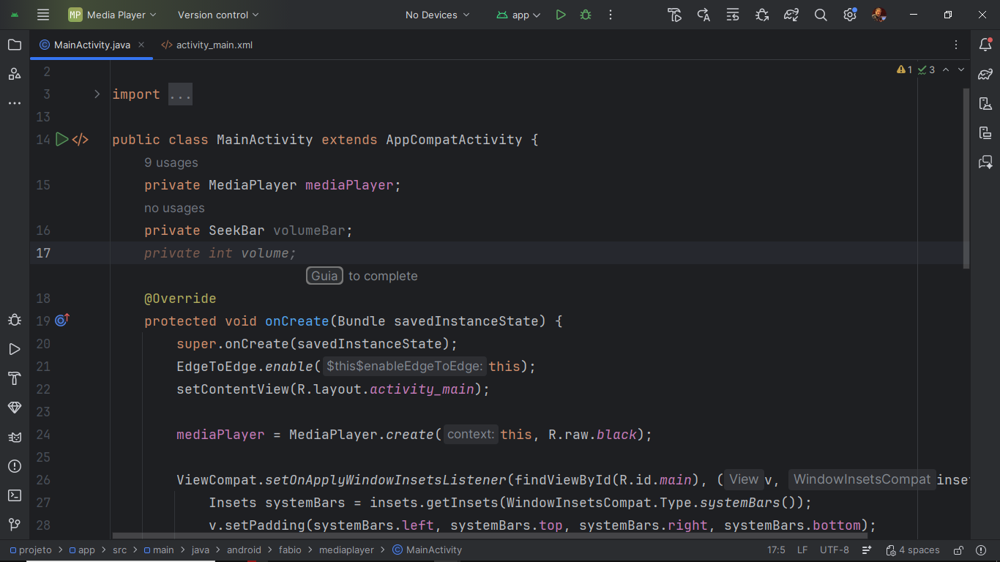 MP Media Player Version control No Devices app
MainActivity.java activity_main.xml
1 3
2
3 import ...
13
14 public class MainActivity extends AppCompatActivity {
9 usages
15 private MediaPlayer mediaPlayer;
no usages
16 private SeekBar volumeBar;
17 private int volume;
Guia to complete
18 @Override
19 protected void onCreate(Bundle savedInstanceState) {
20 super.onCreate(savedInstanceState);
21 EdgeToEdge.enable( $this$enableEdgeToEdge: this);
22 setContentView(R.layout.activity_main);
23
24 mediaPlayer = MediaPlayer.create( context: this, R.raw.black);
25
26 ViewCompat.setOnApplyWindowInsetsListener(findViewById(R.id.main), ( View v, WindowInsetsCompat inset
27 Insets systemBars = insets.getInsets(WindowInsetsCompat.Type.systemBars());
28 v.setPadding(systemBars.left, systemBars.top, systemBars.right, systemBars.bottom);
projeto > app > src > main > java > android > fabio > mediaplayer > MainActivity 17:5 LF UTF-8 4 spaces